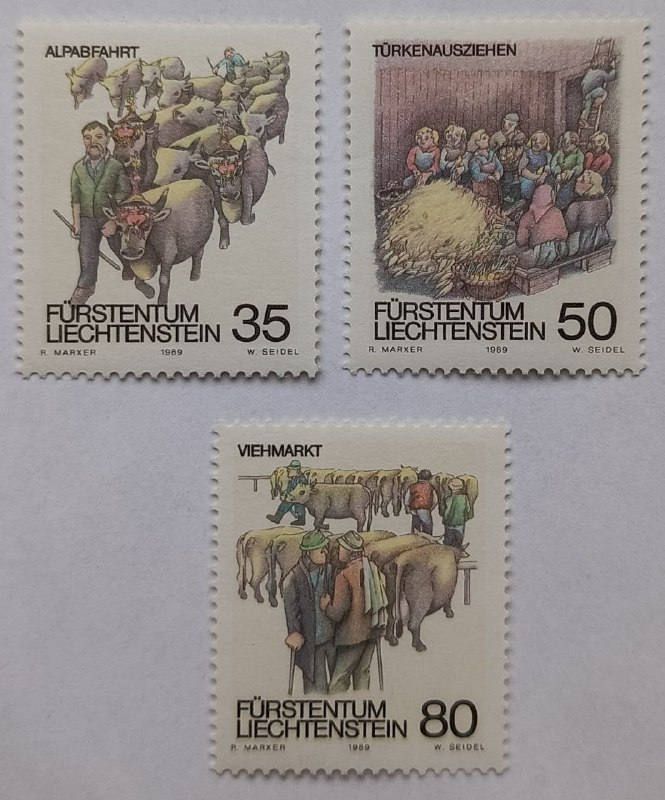 ALPABFAHRT
FÜRSTENTUM
LIECHTENSTEIN 35
R. MARXER 1989 W. SEIDEL
TÜRKENAUSZIEHEN
FÜRSTENTUM
LIECHTENSTEIN 50
R. MARXER 1989 W. SEIDEL
VIEHMARKT
FÜRSTENTUM
LIECHTENSTEIN 80
R. MARXER 1989 W. SEIDEL